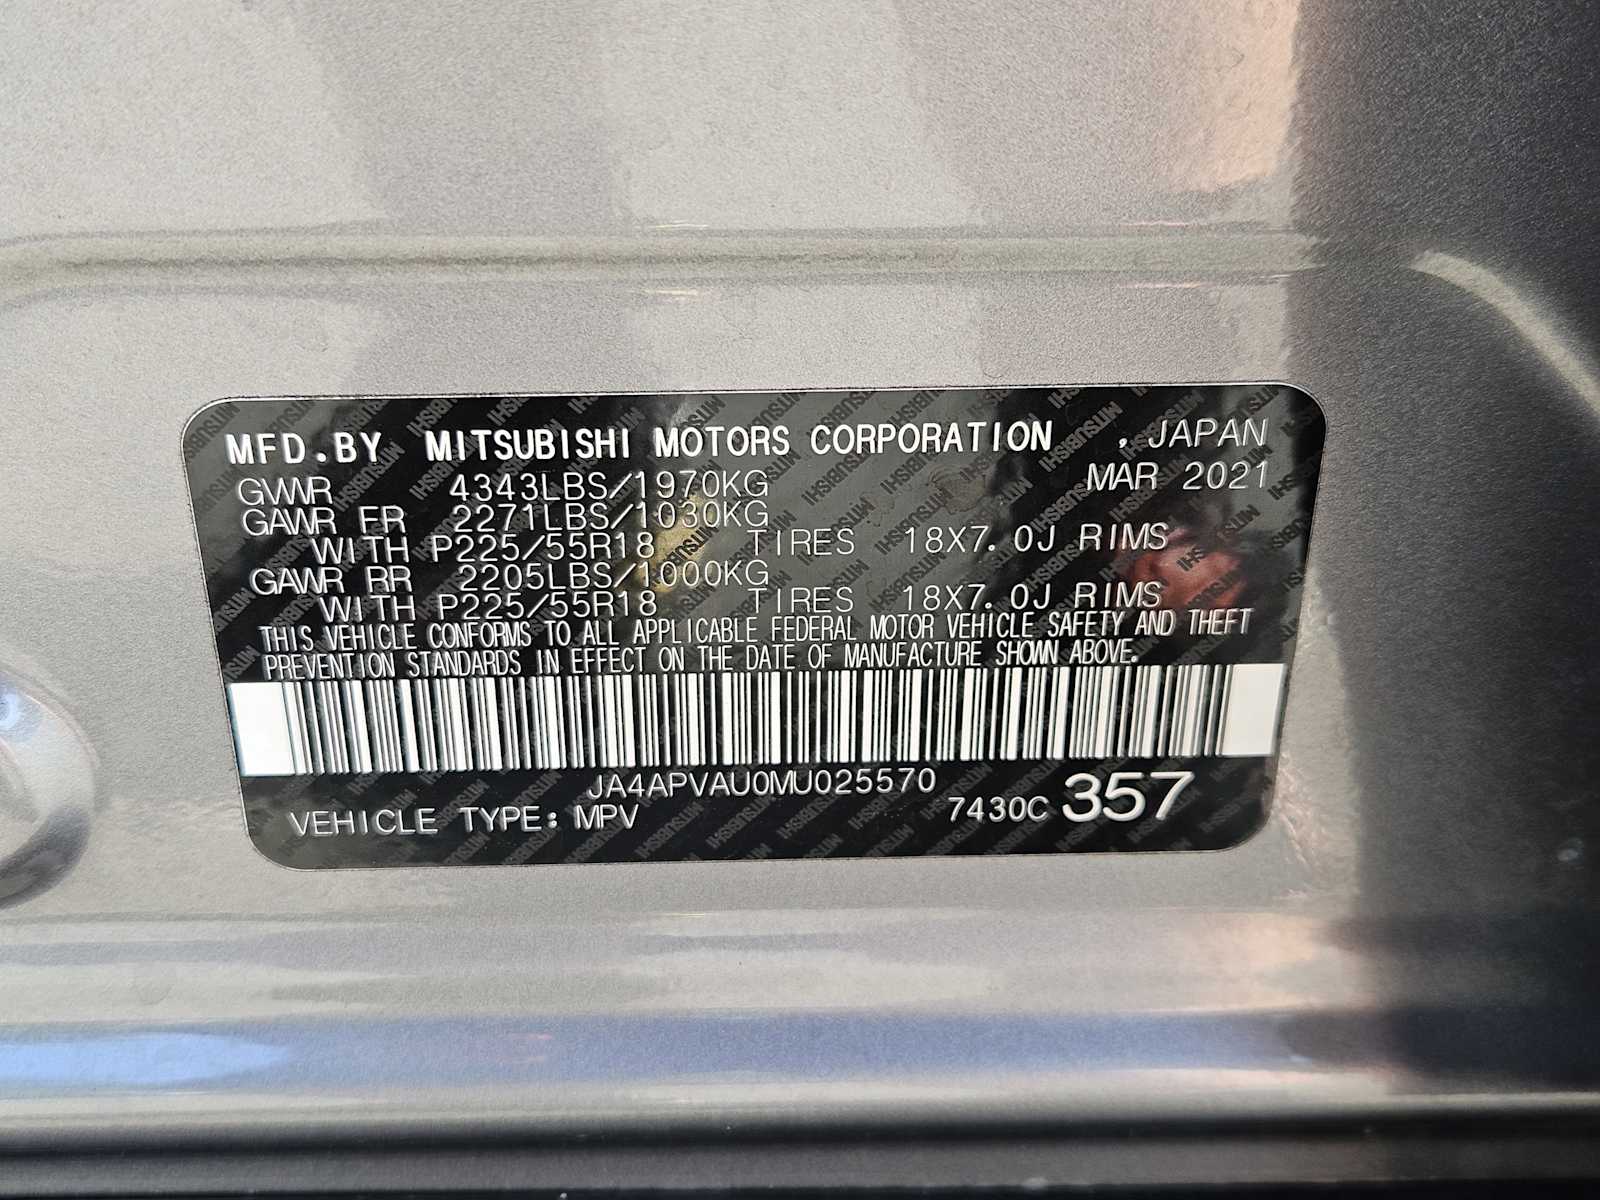 MFD.BY MITSUBISHI MOTORS CORPORATION , JAPAN
GVWR 4343LBS/1970KG MAR 2021
GAWR FR 2271LBS/1030KG
WITH P225/55R18 TIRES 18X7.0J RIMS
GAWR RR 2205LBS/1000KG
WITH P225/55R18 TIRES 18X7.0J RIMS
THIS VEHICLE CONFORMS TO ALL APPLICABLE FEDERAL MOTOR VEHICLE SAFETY AND THEFT
PREVENTION STANDARDS IN EFFECT ON THE DATE OF MANUFACTURE SHOWN ABOVE.
JA4APVAU0MU025570
VEHICLE TYPE: MPV 7430C 357